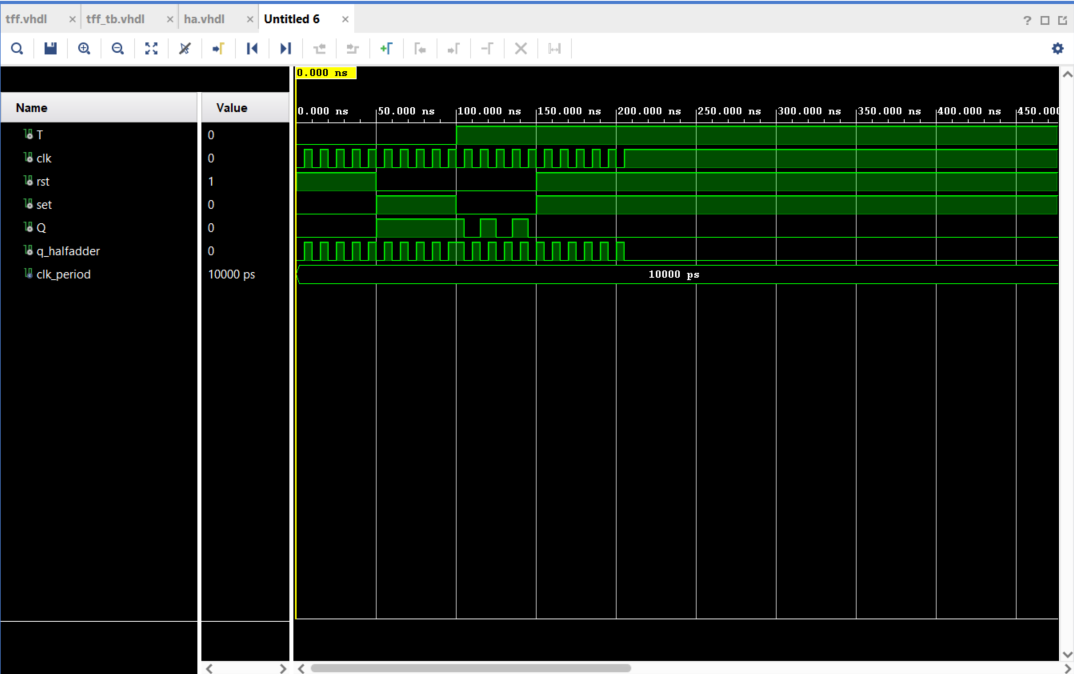 tff.vhdl × tff_tb.vhdl × ha.vhdl × Untitled 6 × ?
0.000 ns
Name Value
0.000 ns 50.000 ns 100.000 ns 150.000 ns 200.000 ns 250.000 ns 300.000 ns 350.000 ns 400.000 ns 450.00
T 0
clk 0
rst 1
set 0
Q 0
q_halfadder 0
clk_period 10000 ps 10000 ps